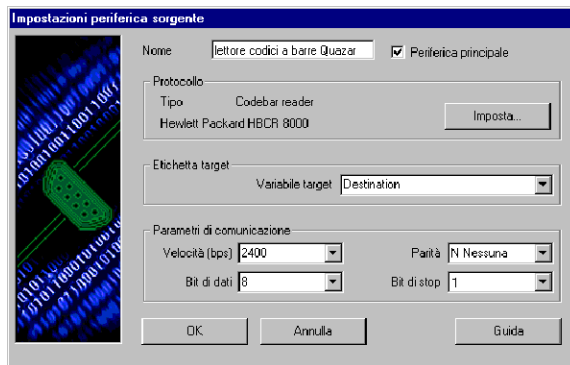 Impostazioni periferica sorgente
Nome lettore codici a barre Quazar Periferica principale
Protocollo
Tipo Codebar reader
Hewlett Packard HBCR 8000
Imposta...
Etichetta target
Variabile target Destination
Parametri di comunicazione
Velocità (bps) 2400 Parità N Nessuna
Bit di dati 8 Bit di stop 1
OK Annulla Guida